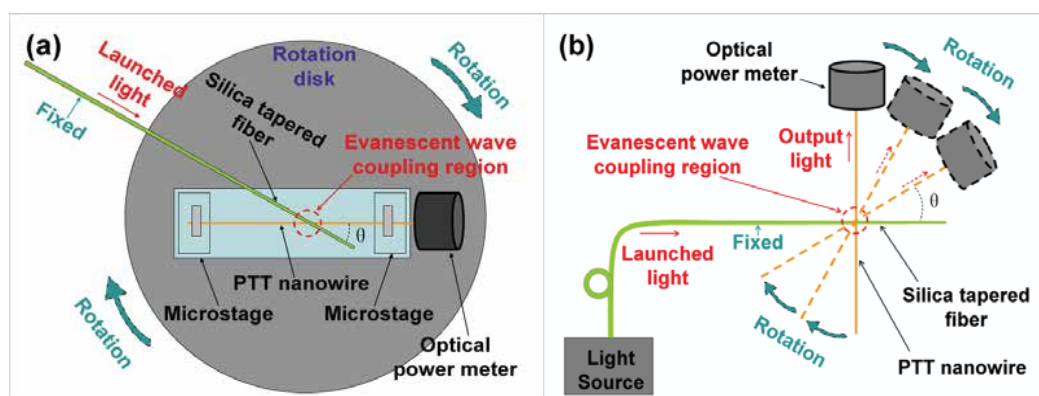 (a)
Launched
light
Fixed
Rotation
disk
Silica tapered
fiber
Rotation
Evanescent wave
coupling region
θ
PTT nanowire
Microstage
Microstage
Rotation
Optical
power meter
(b)
Optical
power meter
Rotation
Evanescent wave
coupling region
Output
light
θ
Fixed
Launched
light
Silica tapered
fiber
Rotation
PTT nanowire
Light
Source